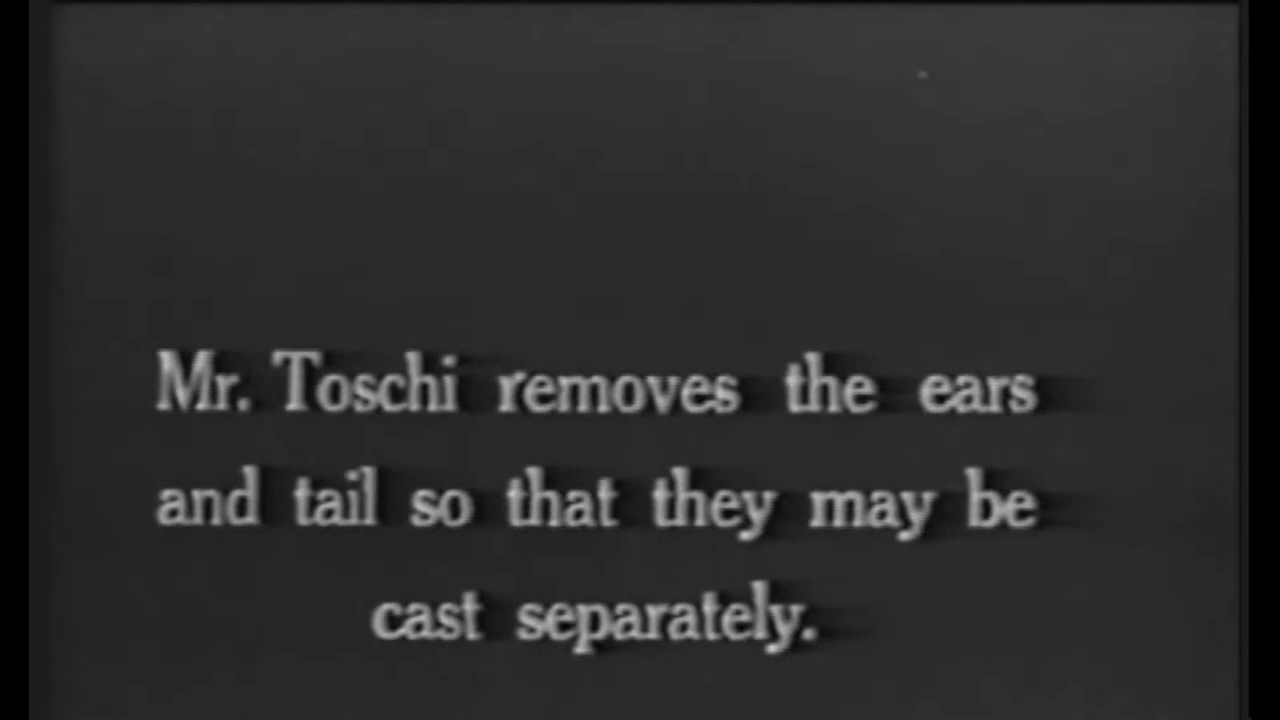 Mr. Toschi removes the ears
and tail so that they may be
cast separately.